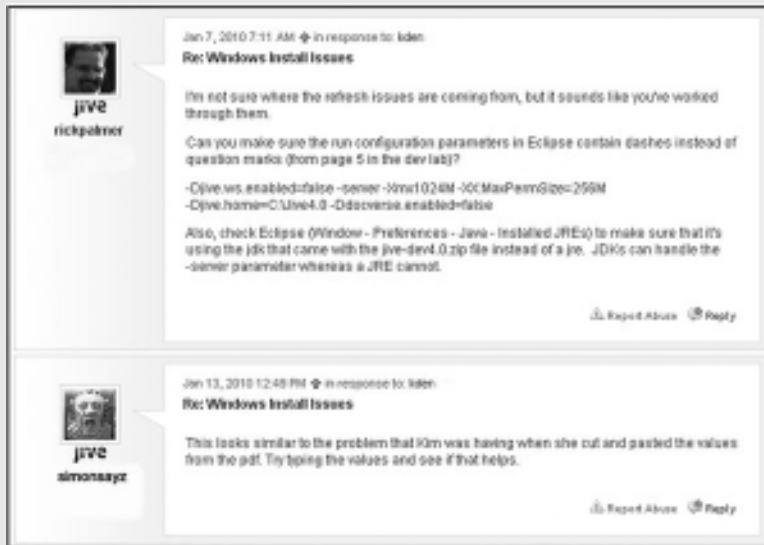 Jan 7, 2010 7:11 AM in response to: kden
Re: Windows Install Issues
I'm not sure where the refresh issues are coming from, but it sounds like you've worked
through them.
Can you make sure the run configuration parameters in Eclipse contain dashes instead of
question marks (from page 5 in the dev lab)?
-Djive.ws.enabled=false -server -Xmx1024M -XX:MaxPermSize=256M
-Djive.home=C:\Jive4.0 -Ddocverse.enabled=false
Also, check Eclipse (Window - Preferences - Java - Installed JREs) to make sure that it's
using the jdk that came with the jive-dev4.0.zip file instead of a jre. JDKs can handle the
-server parameter whereas a JRE cannot.
jive
rickpalmer
Report Abuse Reply
Jan 13, 2010 12:48 PM in response to: kden
Re: Windows Install Issues
This looks similar to the problem that Kim was having when she cut and pasted the values
from the pdf. Try typing the values and see if that helps.
jive
simonsayz
Report Abuse Reply